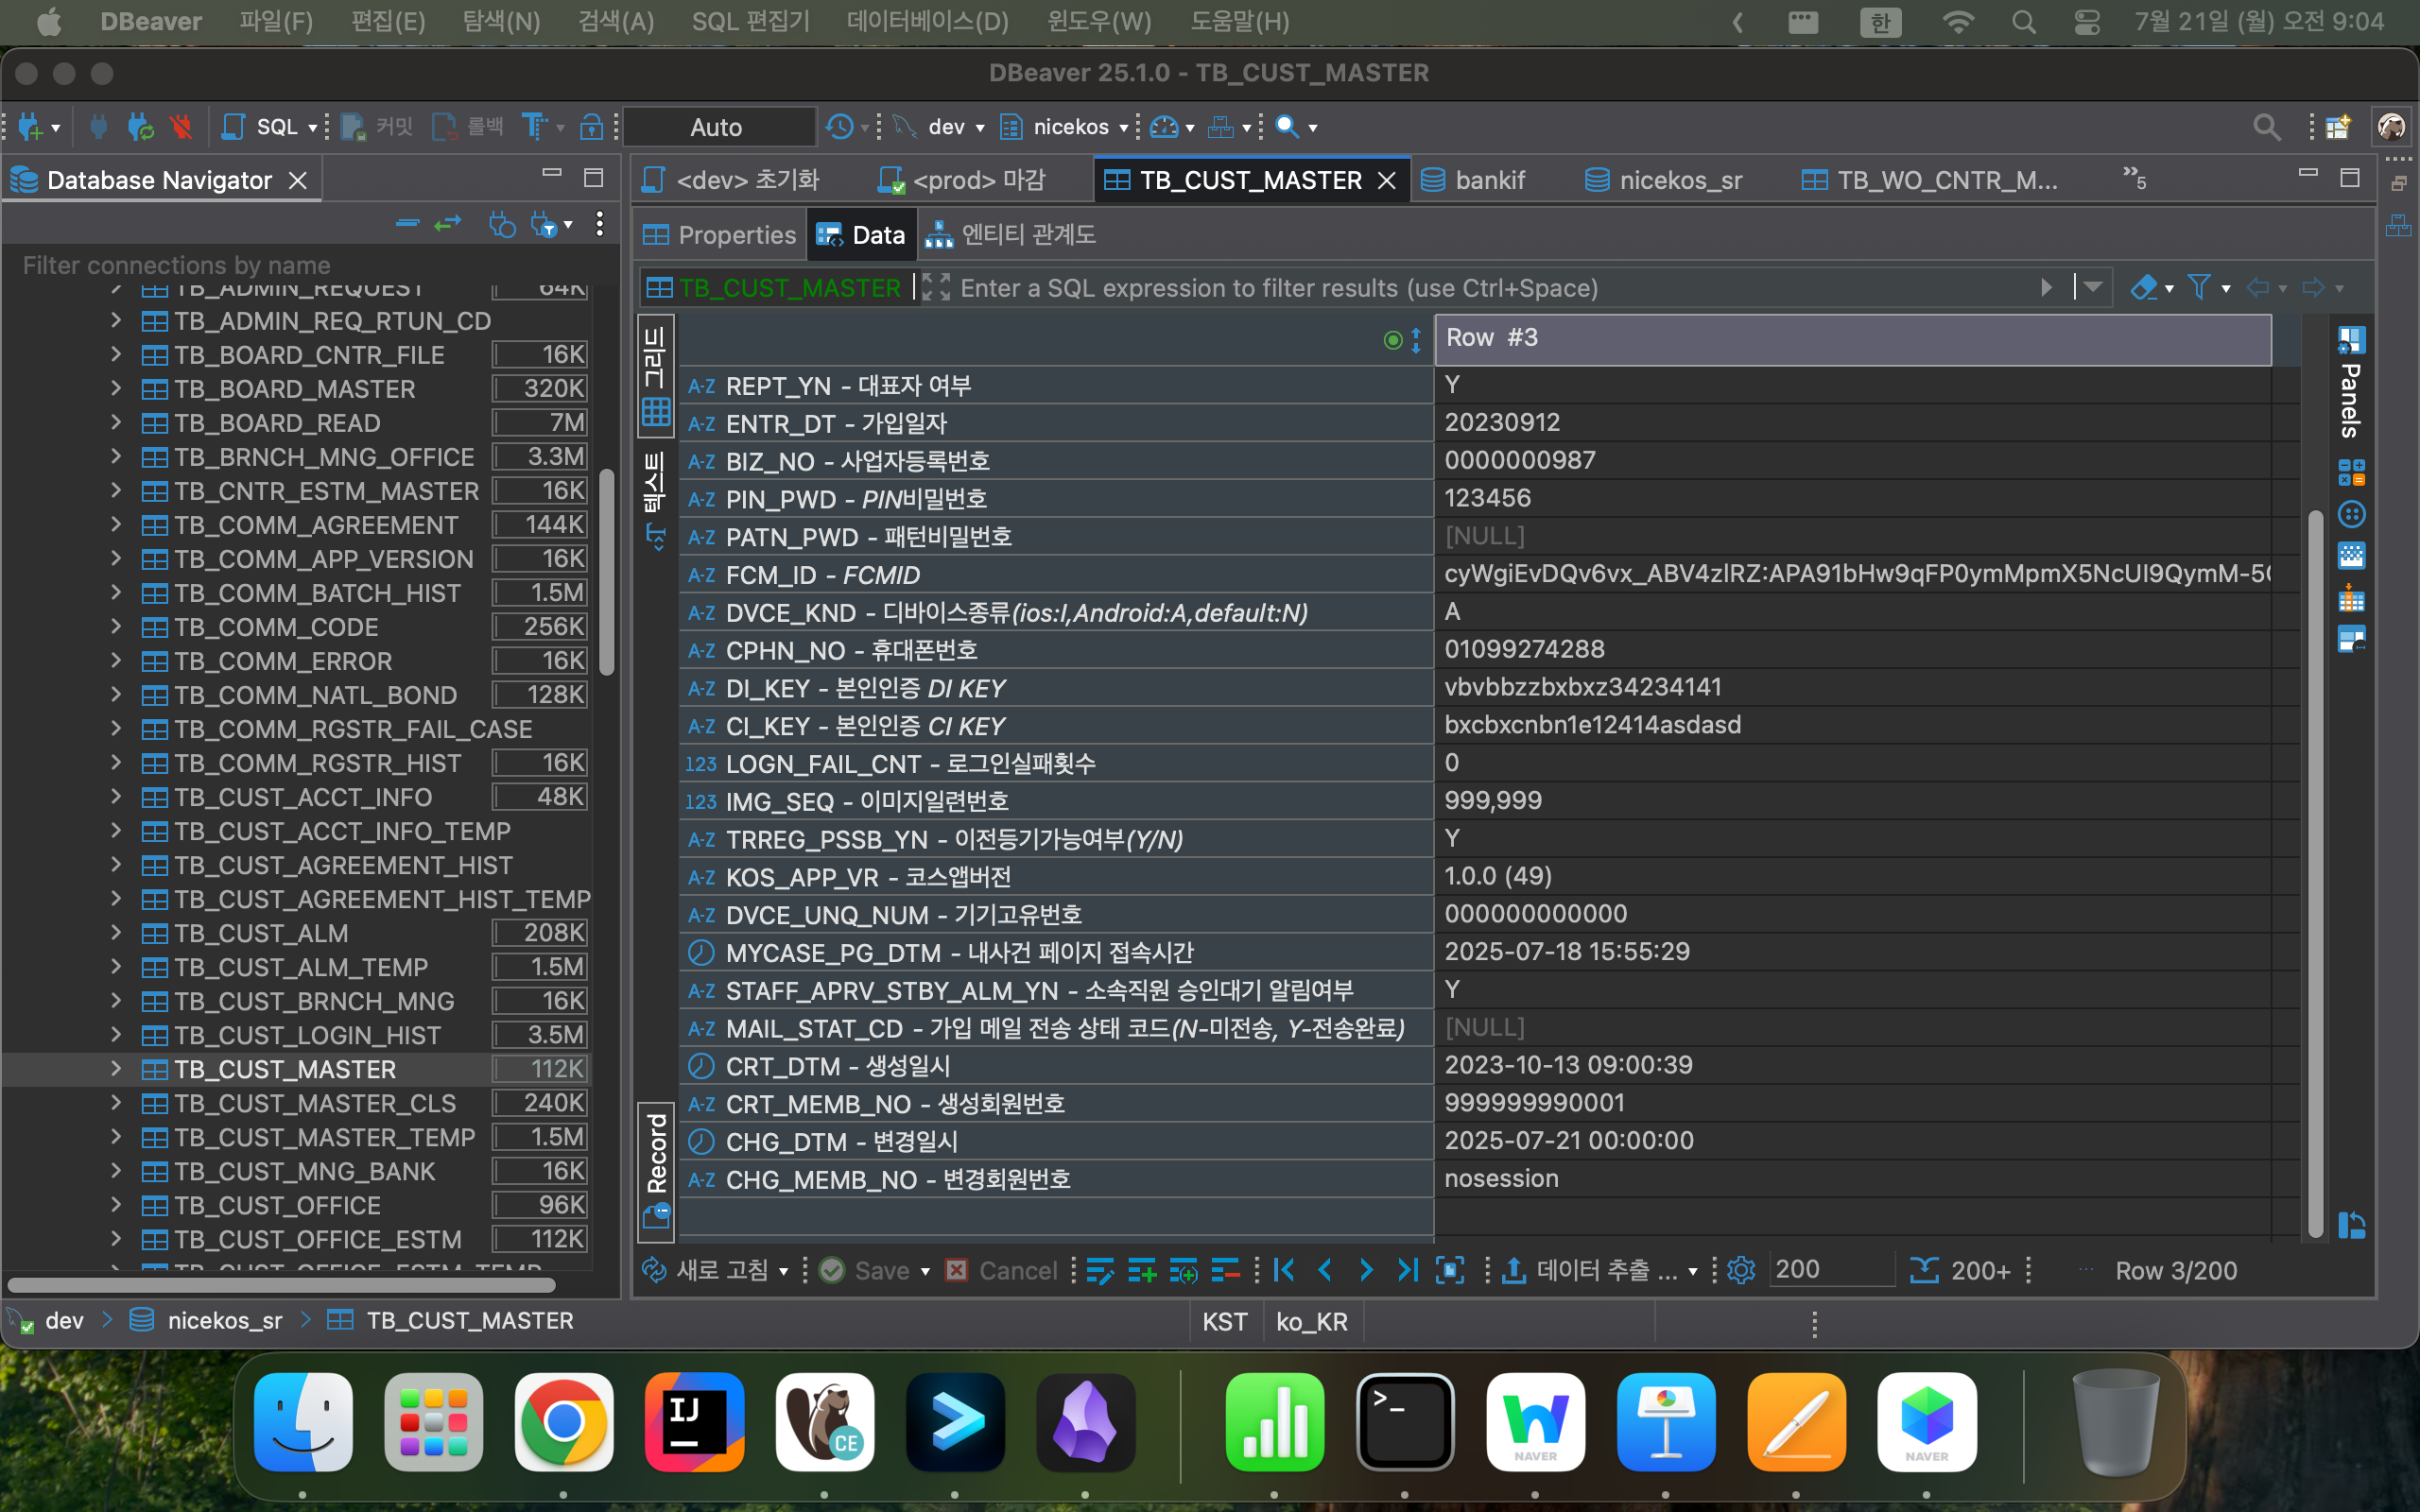 DBeaver 파일(F) 편집(E) 탐색(N) 검색(A) SQL 편집기 데이터베이스(D) 윈도우(W) 도움말(H) 한 7월 21일 (월) 오전 9:04
DBeaver 25.1.0 - TB_CUST_MASTER
SQL 커밋 롤백 Auto dev nicekos
Database Navigator
<dev> 초기화 <prod> 마감 TB_CUST_MASTER bankif nicekos_sr TB_WO_CNTR_M... »5
Properties Data 엔티티 관계도
Filter connections by name
TB_CUST_MASTER Enter a SQL expression to filter results (use Ctrl+Space)
TB_ADMIN_REQUEST 64K
TB_ADMIN_REQ_RTUN_CD
TB_BOARD_CNTR_FILE 16K
TB_BOARD_MASTER 320K
TB_BOARD_READ 7M
TB_BRNCH_MNG_OFFICE 3.3M
TB_CNTR_ESTM_MASTER 16K
TB_COMM_AGREEMENT 144K
TB_COMM_APP_VERSION 16K
TB_COMM_BATCH_HIST 1.5M
TB_COMM_CODE 256K
TB_COMM_ERROR 16K
TB_COMM_NATL_BOND 128K
TB_COMM_RGSTR_FAIL_CASE
TB_COMM_RGSTR_HIST 16K
TB_CUST_ACCT_INFO 48K
TB_CUST_ACCT_INFO_TEMP
TB_CUST_AGREEMENT_HIST
TB_CUST_AGREEMENT_HIST_TEMP
TB_CUST_ALM 208K
TB_CUST_ALM_TEMP 1.5M
TB_CUST_BRNCH_MNG 16K
TB_CUST_LOGIN_HIST 3.5M
TB_CUST_MASTER 112K
TB_CUST_MASTER_CLS 240K
TB_CUST_MASTER_TEMP 1.5M
TB_CUST_MNG_BANK 16K
TB_CUST_OFFICE 96K
TB_CUST_OFFICE_ESTM 112K
TB_CUST_OFFICE_ESTM_TEMP
그리드
텍스트
Record
Row #3
A-Z REPT_YN - 대표자 여부 Y
A-Z ENTR_DT - 가입일자 20230912
A-Z BIZ_NO - 사업자등록번호 0000000987
A-Z PIN_PWD - PIN비밀번호 123456
A-Z PATN_PWD - 패턴비밀번호 [NULL]
A-Z FCM_ID - FCMID cyWgiEvDQv6vx_ABV4zlRZ:APA91bHw9qFP0ymMpmX5NcUI9QymM-5
A-Z DVCE_KND - 디바이스종류(ios:I,Android:A,default:N) A
A-Z CPHN_NO - 휴대폰번호 01099274288
A-Z DI_KEY - 본인인증 DI KEY vbvbbzzbxbxz34234141
A-Z CI_KEY - 본인인증 CI KEY bxcbxcnbn1e12414asdasd
123 LOGN_FAIL_CNT - 로그인실패횟수 0
123 IMG_SEQ - 이미지일련번호 999,999
A-Z TRREG_PSSB_YN - 이전등기가능여부(Y/N) Y
A-Z KOS_APP_VR - 코스앱버전 1.0.0 (49)
A-Z DVCE_UNQ_NUM - 기기고유번호 000000000000
MYCASE_PG_DTM - 내사건 페이지 접속시간 2025-07-18 15:55:29
A-Z STAFF_APRV_STBY_ALM_YN - 소속직원 승인대기 알림여부 Y
A-Z MAIL_STAT_CD - 가입 메일 전송 상태 코드(N-미전송, Y-전송완료) [NULL]
CRT_DTM - 생성일시 2023-10-13 09:00:39
A-Z CRT_MEMB_NO - 생성회원번호 999999990001
CHG_DTM - 변경일시 2025-07-21 00:00:00
A-Z CHG_MEMB_NO - 변경회원번호 nosession
Panels
새로 고침 Save Cancel 데이터 추출 ... 200 200+ ... Row 3/200
dev nicekos_sr TB_CUST_MASTER KST ko_KR
IJ CE >_ NAVER NAVER